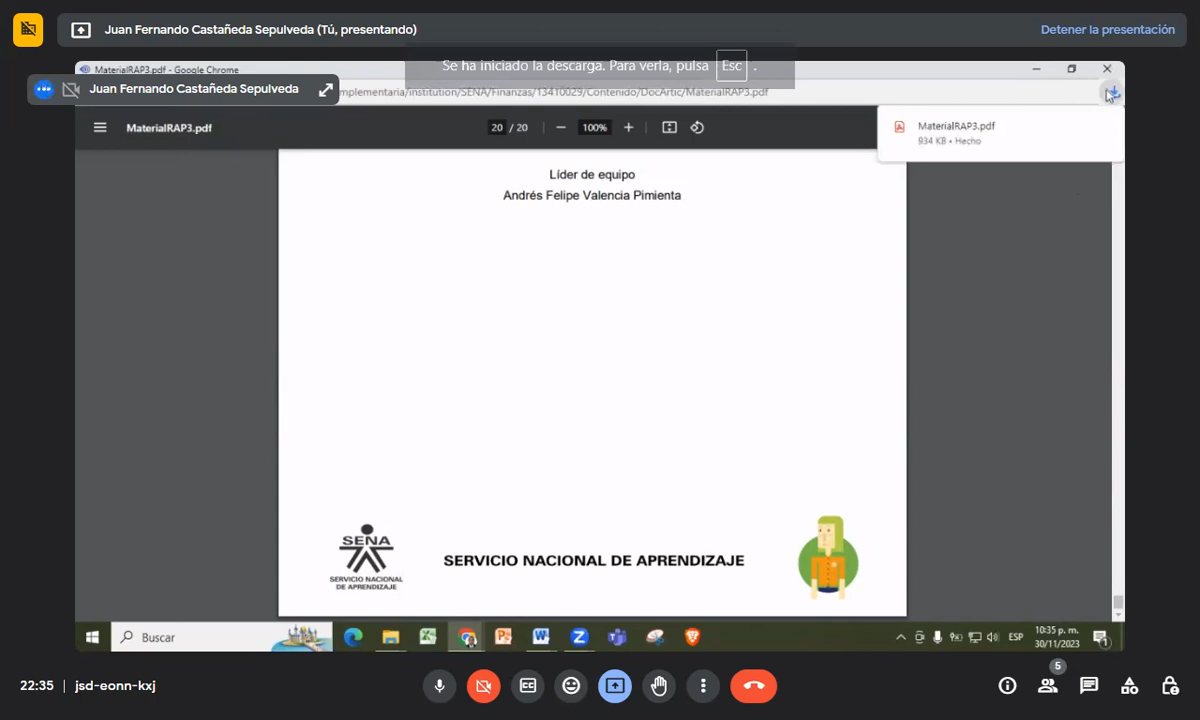 Juan Fernando Castañeda Sepulveda (Tú, presentando)
Detener la presentación
Se ha iniciado la descarga. Para verla, pulsa Esc .
MaterialRAP3.pdf - Google Chrome
Juan Fernando Castañeda Sepulveda
mplementaria/institution/SENA/Finanzas/13410029/Contenido/DocArtic/MaterialRAP3.pdf
MaterialRAP3.pdf
20 / 20
100%
MaterialRAP3.pdf
934 KB • Hecho
Líder de equipo
Andrés Felipe Valencia Pimienta
SENA
SERVICIO NACIONAL
DE APRENDIZAJE
SERVICIO NACIONAL DE APRENDIZAJE
Buscar
ESP
10:35 p. m.
30/11/2023
1
22:35 | jsd-eonn-kxj
5